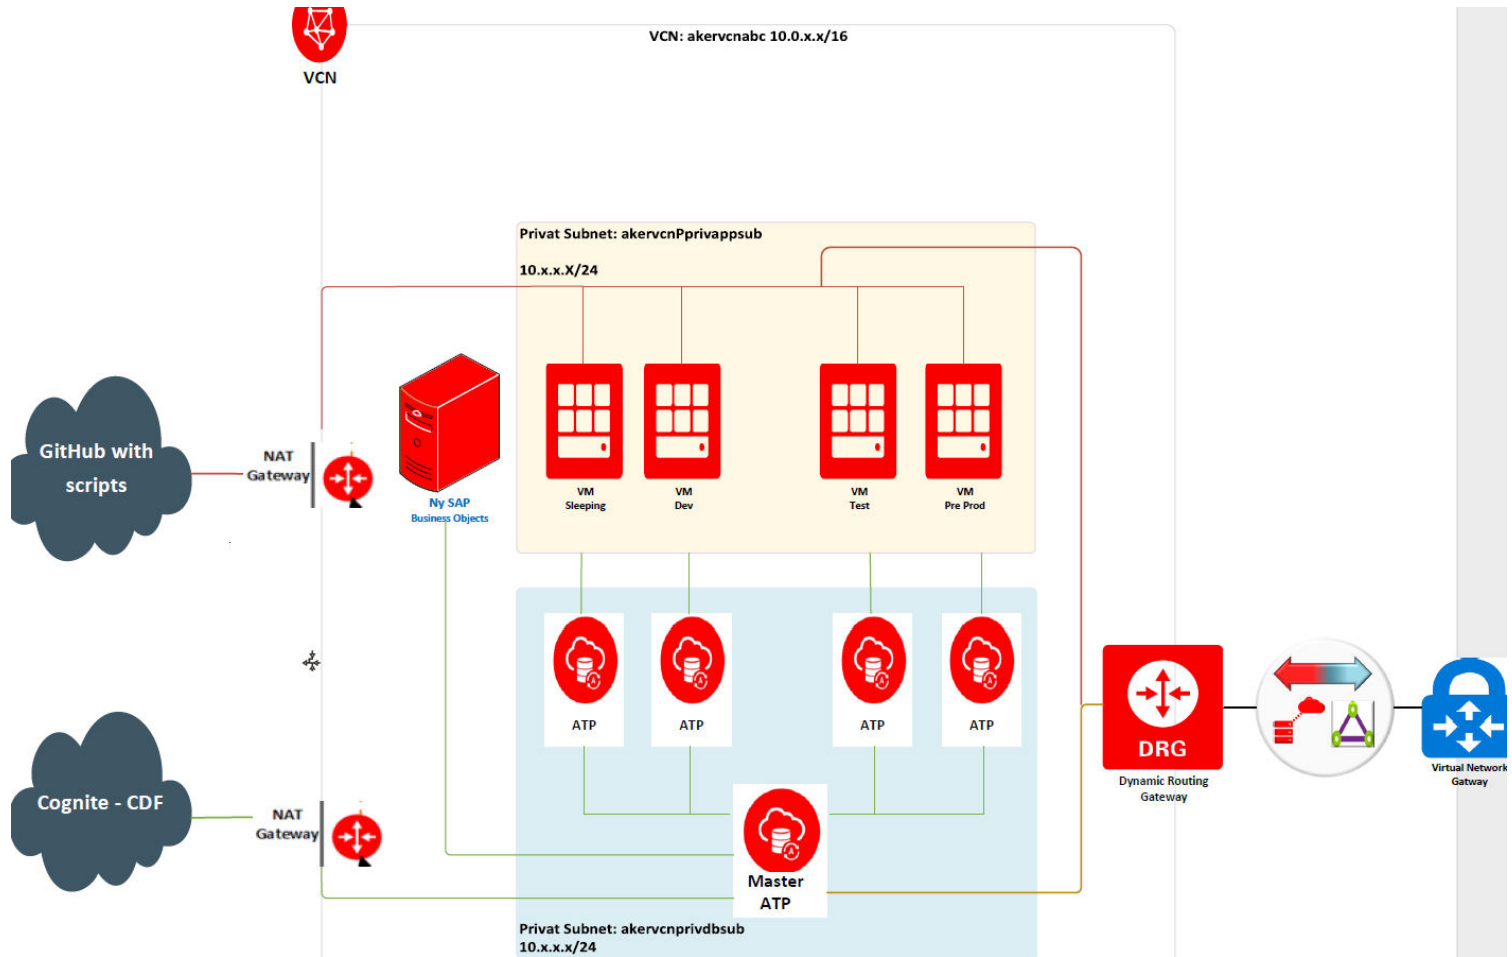 VCN: akervcnabc 10.0.x.x/16
VCN
Privat Subnet: akervcnPprivappsub
10.x.x.X/24
GitHub with
scripts
NAT
Gateway
Ny SAP
Business Objects
VM
Sleeping
VM
Dev
VM
Test
VM
Pre Prod
ATP
ATP
ATP
ATP
DRG
Dynamic Routing
Gateway
Virtual Network
Gatway
Cognite - CDF
NAT
Gateway
Master
ATP
Privat Subnet: akervcnprivdbsub
10.x.x.x/24